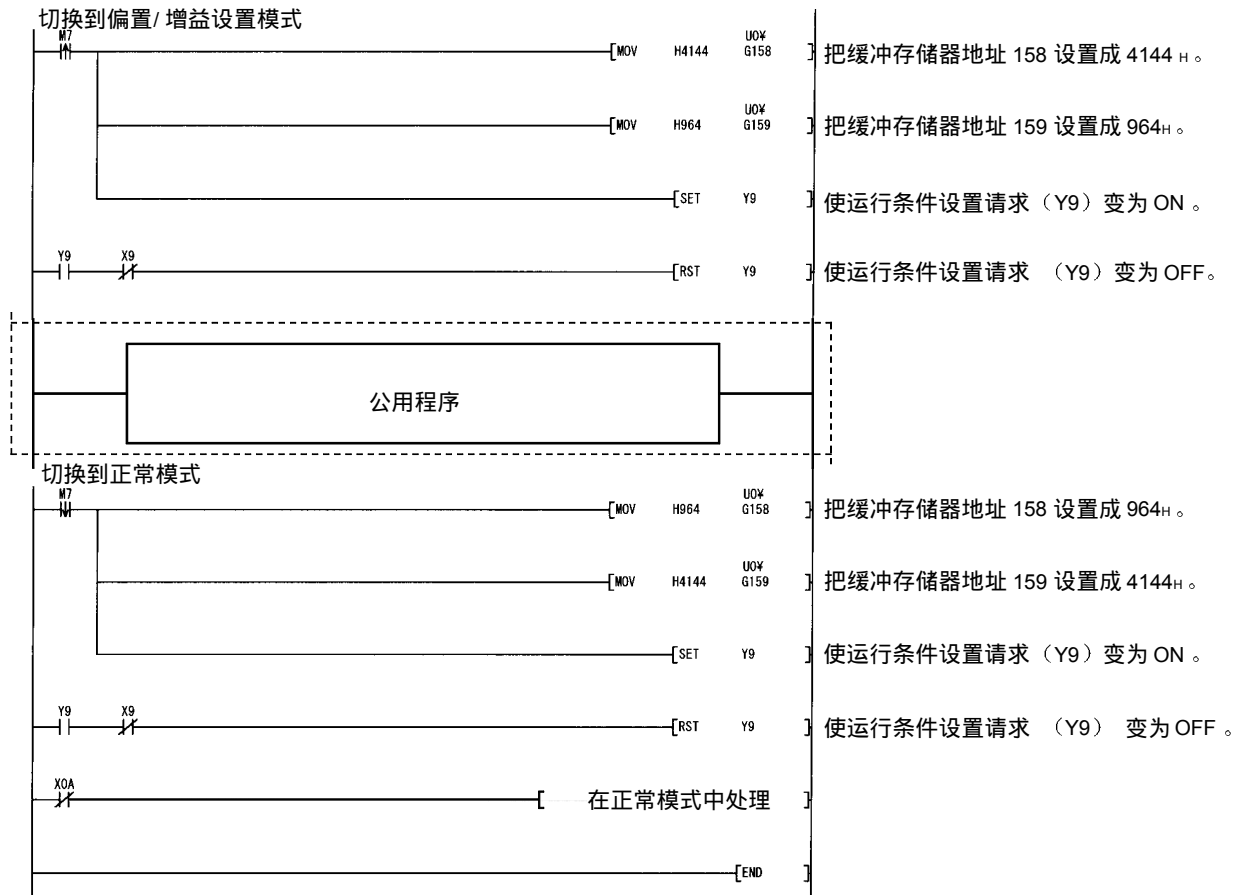 切换到偏置/ 增益设置模式
M7
U0¥
MOV H4144 G158 把缓冲存储器地址 158 设置成 4144 H 。
U0¥
MOV H964 G159 把缓冲存储器地址 159 设置成 964H 。
SET Y9 使运行条件设置请求（Y9）变为 ON 。
Y9 X9
RST Y9 使运行条件设置请求 （Y9）变为 OFF。
公用程序
切换到正常模式
M7
U0¥
MOV H964 G158 把缓冲存储器地址 158 设置成 964H 。
U0¥
MOV H4144 G159 把缓冲存储器地址 159 设置成 4144H 。
SET Y9 使运行条件设置请求（Y9）变为 ON 。
Y9 X9
RST Y9 使运行条件设置请求 （Y9） 变为 OFF 。
X0A
在正常模式中处理
END